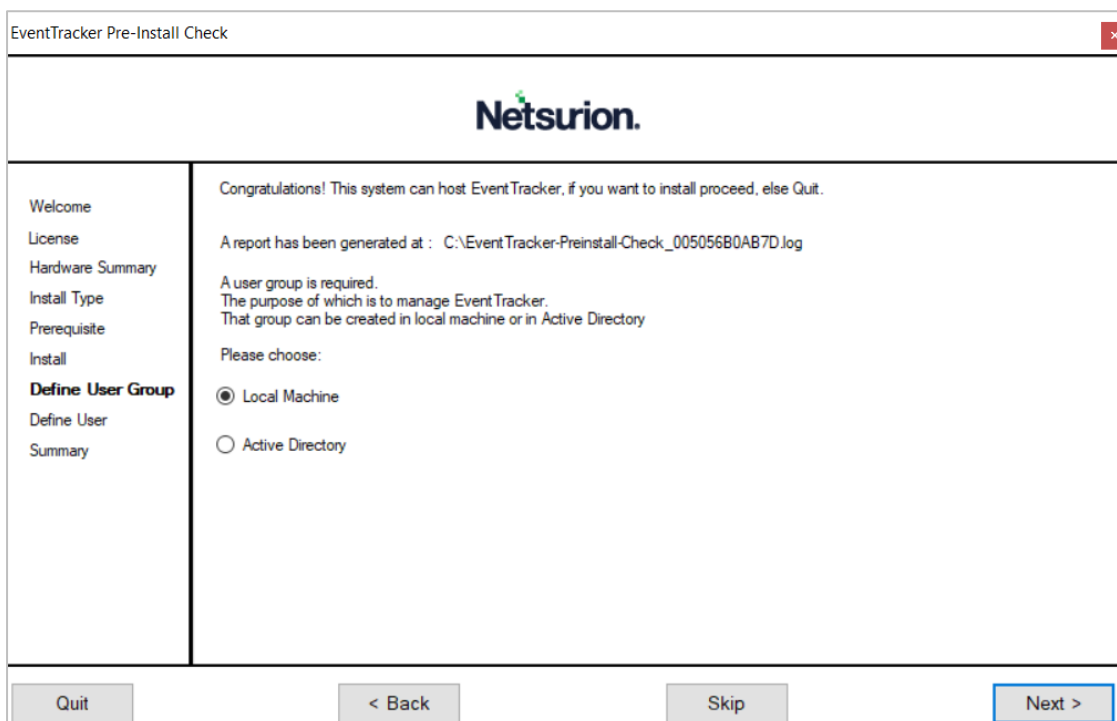 EventTracker Pre-Install Check
Netsurion.
Welcome
License
Hardware Summary
Install Type
Prerequisite
Install
Define User Group
Define User
Summary
Congratulations! This system can host EventTracker, if you want to install proceed, else Quit.
A report has been generated at : C:\EventTracker-Preinstall-Check_005056B0AB7D.log
A user group is required.
The purpose of which is to manage EventTracker.
That group can be created in local machine or in Active Directory
Please choose:
Local Machine
Active Directory
Quit
< Back
Skip
Next >